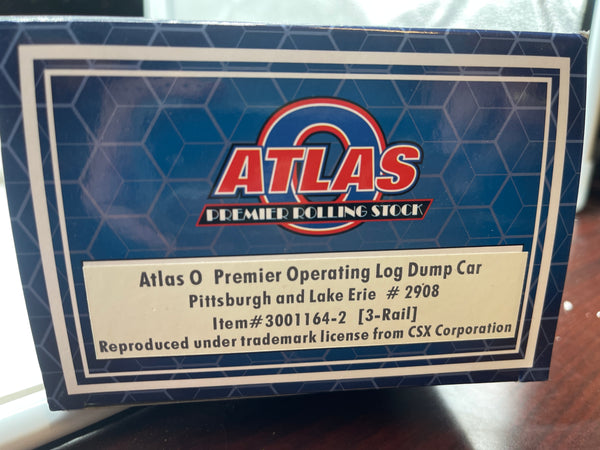 ATLAS
PREMIER ROLLING STOCK
Atlas O Premier Operating Log Dump Car
Pittsburgh and Lake Erie # 2908
Item#3001164-2 [3-Rail]
Reproduced under trademark license from CSX Corporation